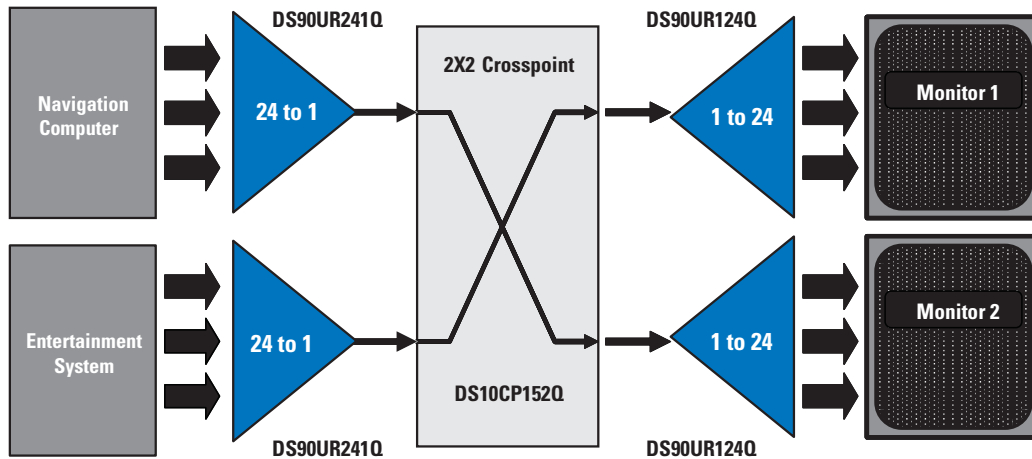 DS90UR241Q
DS90UR124Q
2X2 Crosspoint
Navigation
Computer
24 to 1
1 to 24
Monitor 1
Entertainment
System
24 to 1
1 to 24
Monitor 2
DS10CP152Q
DS90UR241Q
DS90UR124Q